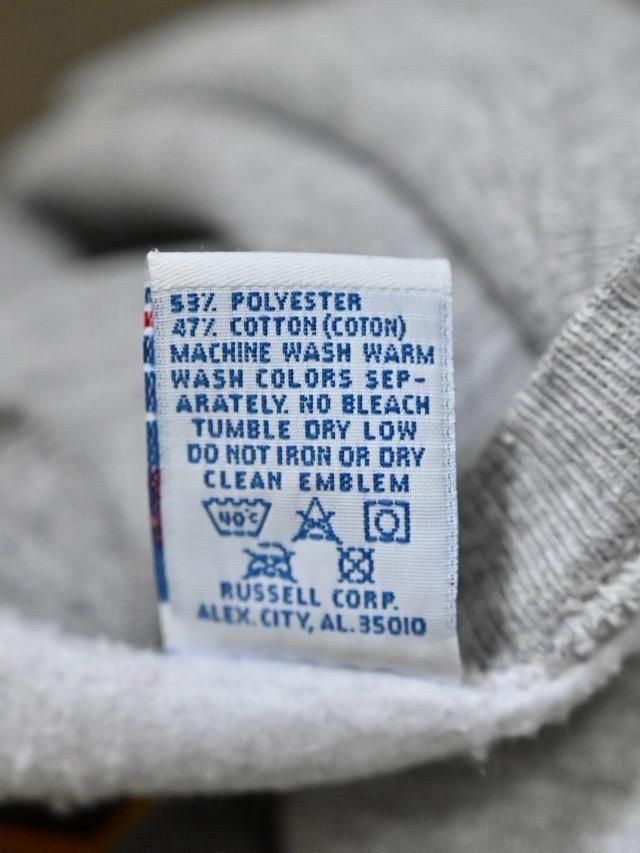 53% POLYESTER
47% COTTON (COTON)
MACHINE WASH WARM
WASH COLORS SEP-
ARATELY. NO BLEACH
TUMBLE DRY LOW
DO NOT IRON OR DRY
CLEAN EMBLEM
40°C
RUSSELL CORP.
ALEX. CITY, AL. 35010